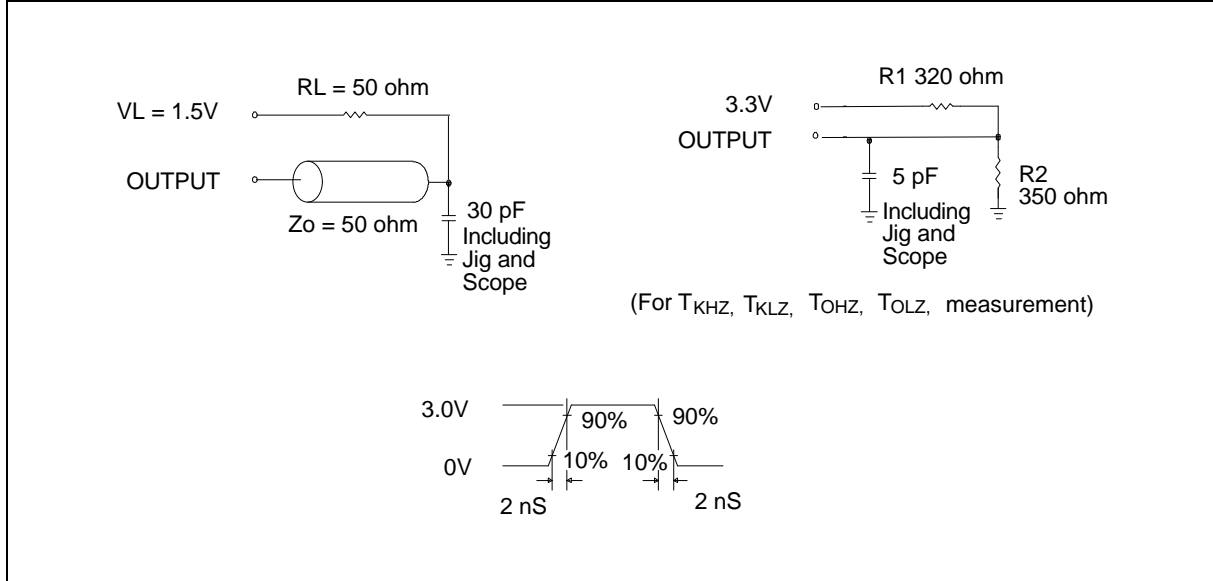 RL = 50 ohm
VL = 1.5V
OUTPUT
Zo = 50 ohm
30 pF
Including
Jig and
Scope
R1 320 ohm
3.3V
OUTPUT
5 pF
Including
Jig and
Scope
R2
350 ohm
(For TKHZ, TKLZ, TOHZ, TOLZ, measurement)
3.0V
90%
90%
0V
10%
10%
2 nS
2 nS